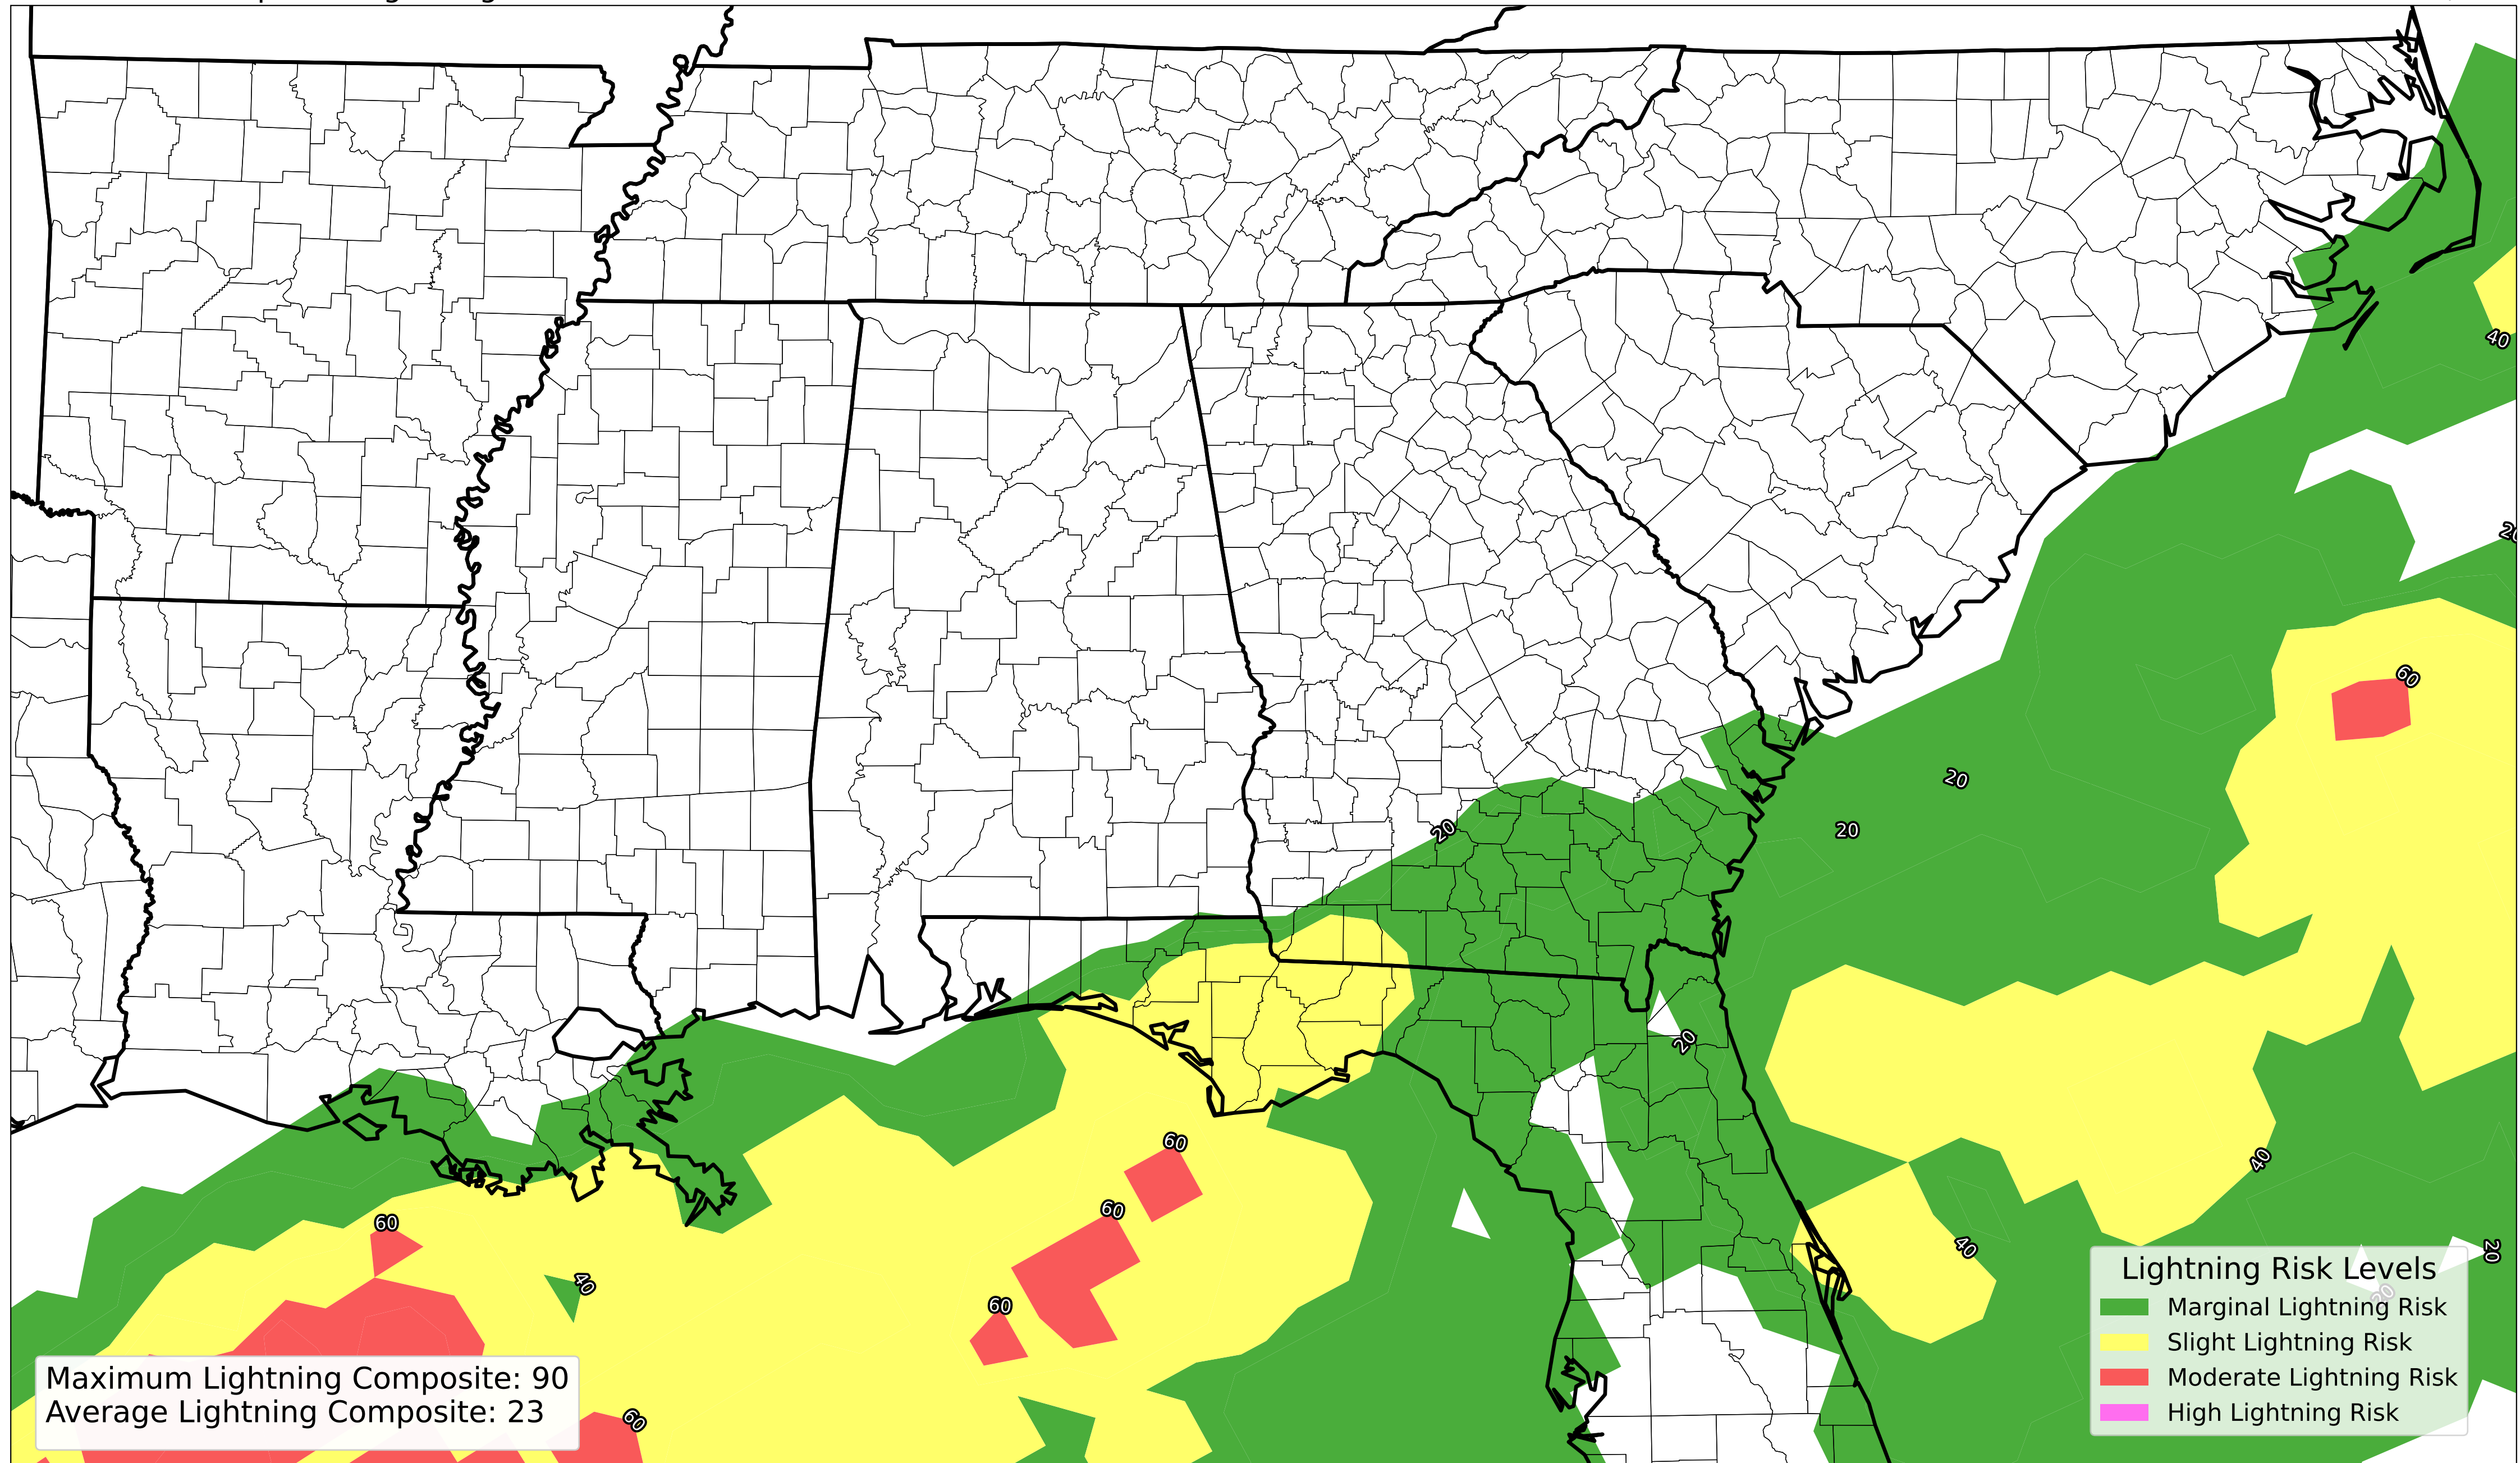 40
20
60
20
20
20
20
40
60
60
60
40
40
20
60
20
60
Lightning Risk Levels
Marginal Lightning Risk
Slight Lightning Risk
Moderate Lightning Risk
High Lightning Risk
Maximum Lightning Composite: 90
Average Lightning Composite: 23